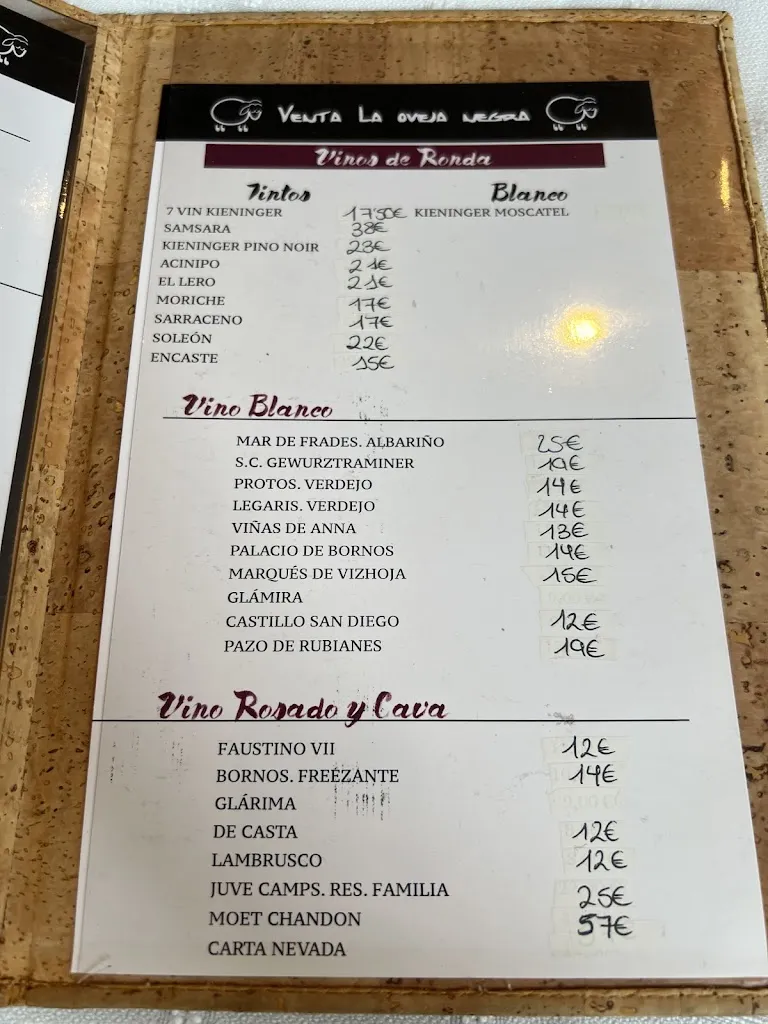 VENTA LA OVEJA NEGRA
Vinos de Ronda
Tintos Blanco
7 VIN KIENINGER 17'50€ KIENINGER MOSCATEL
SAMSARA 38€
KIENINGER PINO NOIR 23€
ACINIPO 21€
EL LERO 21€
MORICHE 17€
SARRACENO 17€
SOLEÓN 22€
ENCASTE 15€
Vino Blanco
MAR DE FRADES. ALBARIÑO 25€
S.C. GEWURZTRAMINER 19€
PROTOS. VERDEJO 14€
LEGARIS. VERDEJO 14€
VIÑAS DE ANNA 13€
PALACIO DE BORNOS 14€
MARQUÉS DE VIZHOJA 15€
GLÁMIRA
CASTILLO SAN DIEGO 12€
PAZO DE RUBIANES 19€
Vino Rosado y Cava
FAUSTINO VII 12€
BORNOS. FREEZANTE 14€
GLÁRIMA
DE CASTA 12€
LAMBRUSCO 12€
JUVE CAMPS. RES. FAMILIA 25€
MOET CHANDON 57€
CARTA NEVADA